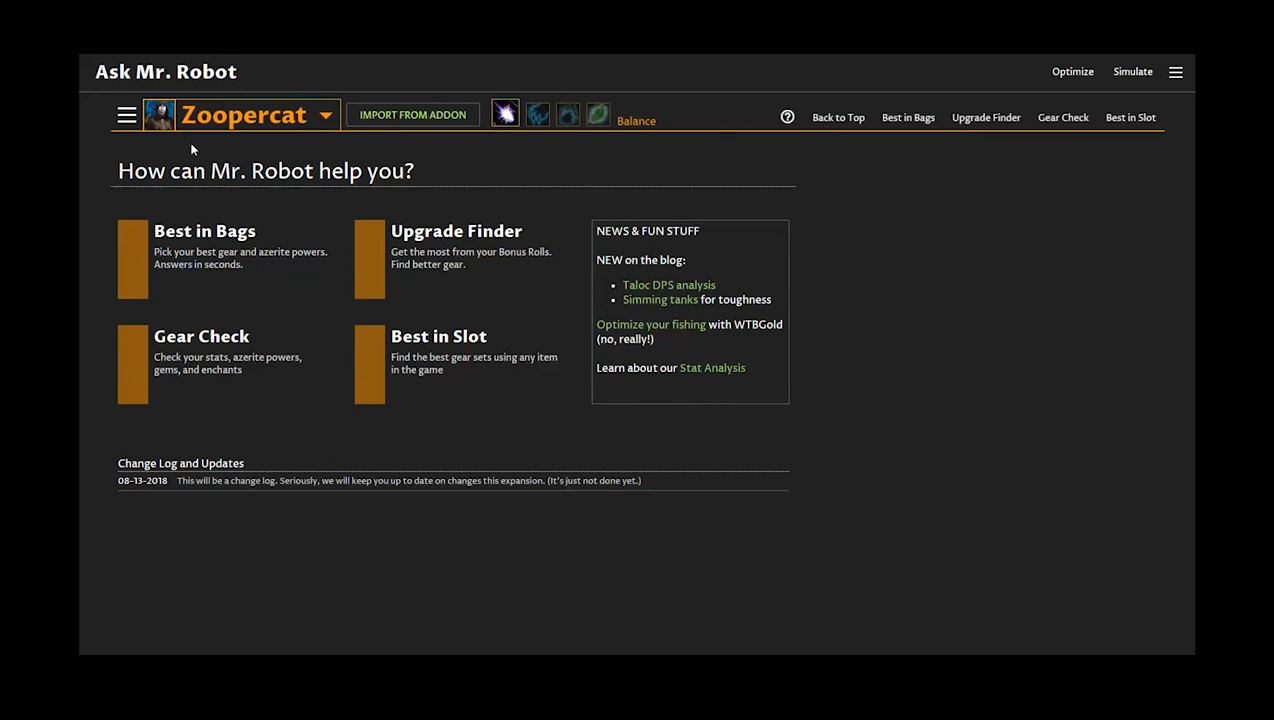 Ask Mr. Robot
Optimize
Simulate
Zoopercat
IMPORT FROM ADDON
Balance
Back to Top
Best in Bags
Upgrade Finder
Gear Check
Best in Slot
How can Mr. Robot help you?
Best in Bags
Pick your best gear and azerite powers.
Answers in seconds.
Upgrade Finder
Get the most from your Bonus Rolls.
Find better gear.
Gear Check
Check your stats, azerite powers,
gems, and enchants
Best in Slot
Find the best gear sets using any item
in the game
NEWS & FUN STUFF
NEW on the blog:
Taloc DPS analysis
Simming tanks for toughness
Optimize your fishing with WTBGold
(no, really!)
Learn about our Stat Analysis
Change Log and Updates
08-13-2018 This will be a change log. Seriously, we will keep you up to date on changes this expansion. (It's just not done yet.)